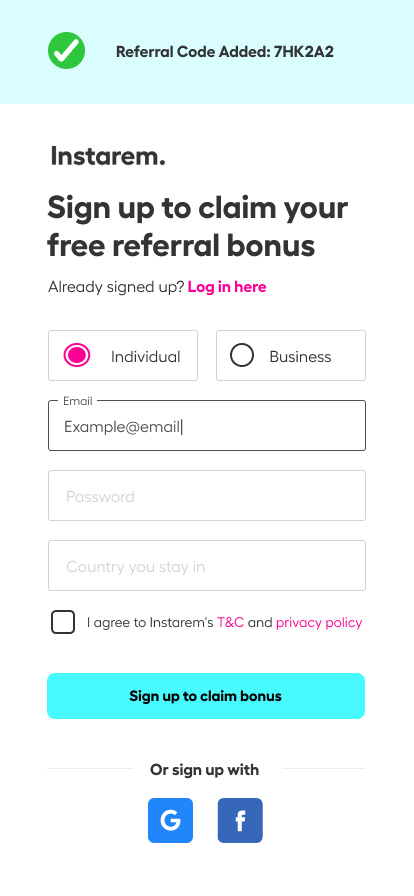 Referral Code Added: 7HK2A2
Instarem.
Sign up to claim your
free referral bonus
Already signed up? Log in here
Individual
Business
Email
Example@email
Password
Country you stay in
I agree to Instarem's T&C and privacy policy
Sign up to claim bonus
Or sign up with
G f